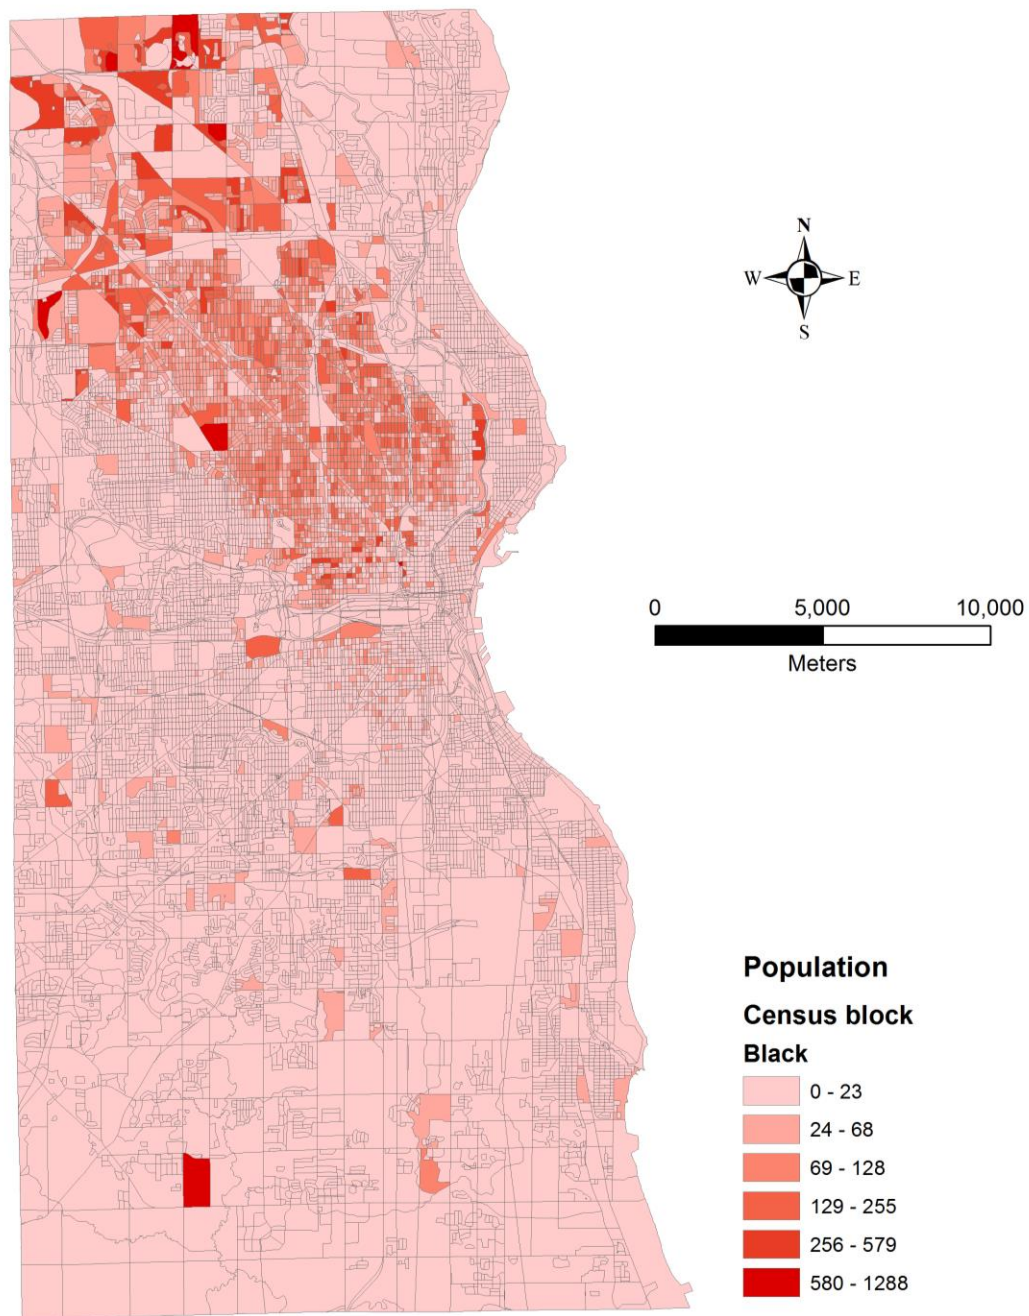 N
W E
S
0 5,000 10,000
Meters
Population
Census block
Black
0 - 23
24 - 68
69 - 128
129 - 255
256 - 579
580 - 1288